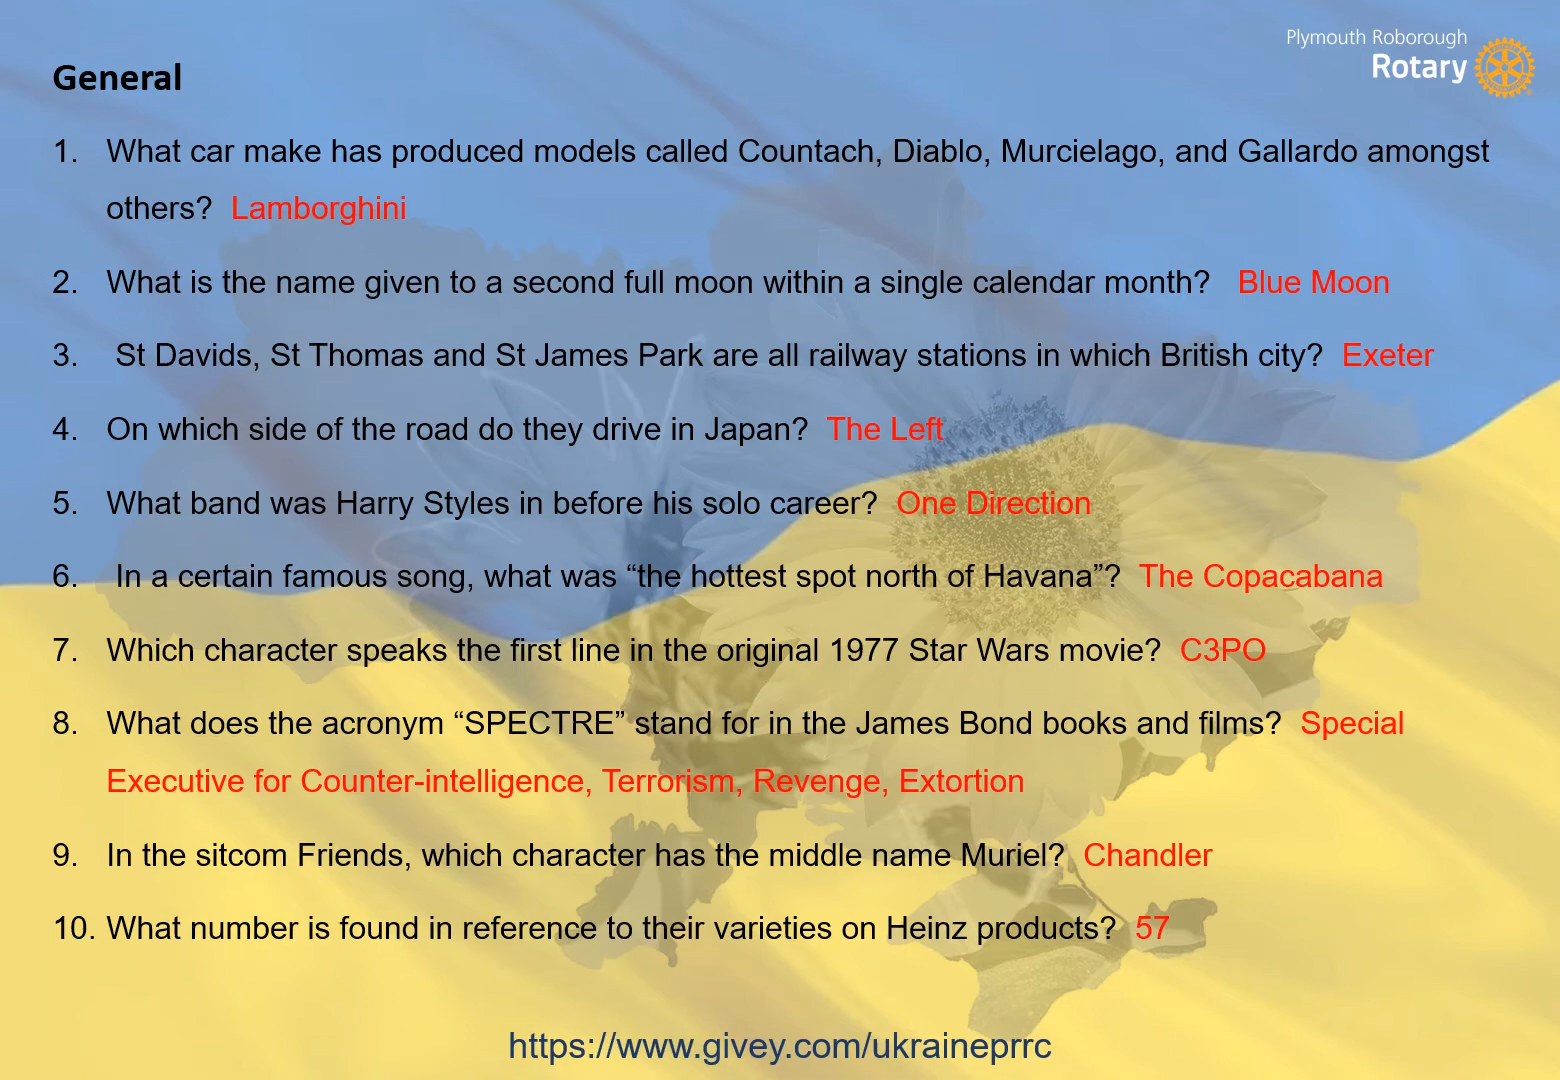 Plymouth Roborough
Rotary
General
1. What car make has produced models called Countach, Diablo, Murcielago, and Gallardo amongst
others? Lamborghini
2. What is the name given to a second full moon within a single calendar month? Blue Moon
3. St Davids, St Thomas and St James Park are all railway stations in which British city? Exeter
4. On which side of the road do they drive in Japan? The Left
5. What band was Harry Styles in before his solo career? One Direction
6. In a certain famous song, what was “the hottest spot north of Havana”? The Copacabana
7. Which character speaks the first line in the original 1977 Star Wars movie? C3PO
8. What does the acronym “SPECTRE” stand for in the James Bond books and films? Special
Executive for Counter-intelligence, Terrorism, Revenge, Extortion
9. In the sitcom Friends, which character has the middle name Muriel? Chandler
10. What number is found in reference to their varieties on Heinz products? 57
https://www.givey.com/ukraineprrc